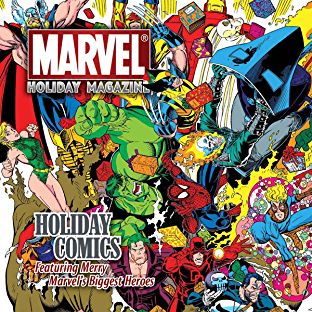 MARVEL®
HOLIDAY MAGAZINE
HOLIDAY
COMICS
Featuring Merry
Marvel's Biggest Heroes